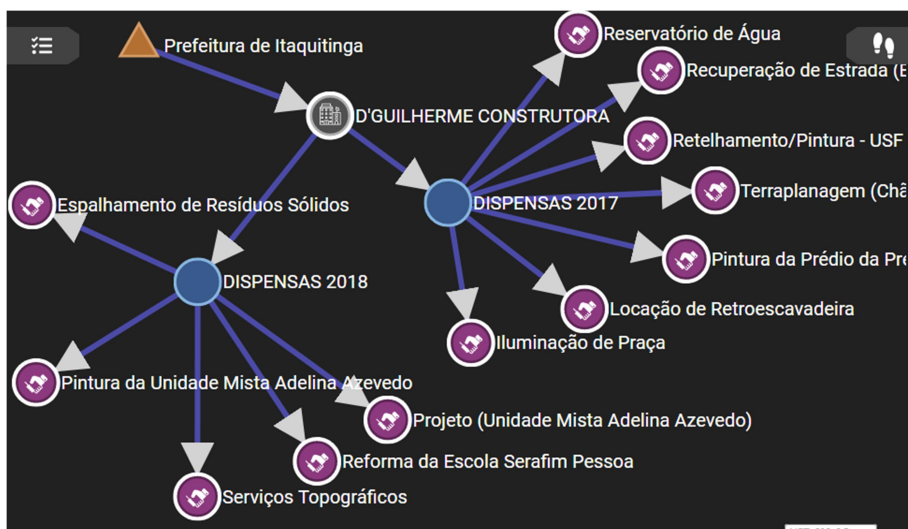 Prefeitura de Itaquitinga
Reservatório de Água
Recuperação de Estrada (E
D'GUILHERME CONSTRUTORA
Retelhamento/Pintura - USF
Terraplanagem (Châ
Espalhamento de Resíduos Sólidos
DISPENSAS 2017
Pintura da Prédio da Pre
DISPENSAS 2018
Locação de Retroescavadeira
Iluminação de Praça
Pintura da Unidade Mista Adelina Azevedo
Projeto (Unidade Mista Adelina Azevedo)
Reforma da Escola Serafim Pessoa
Serviços Topográficos